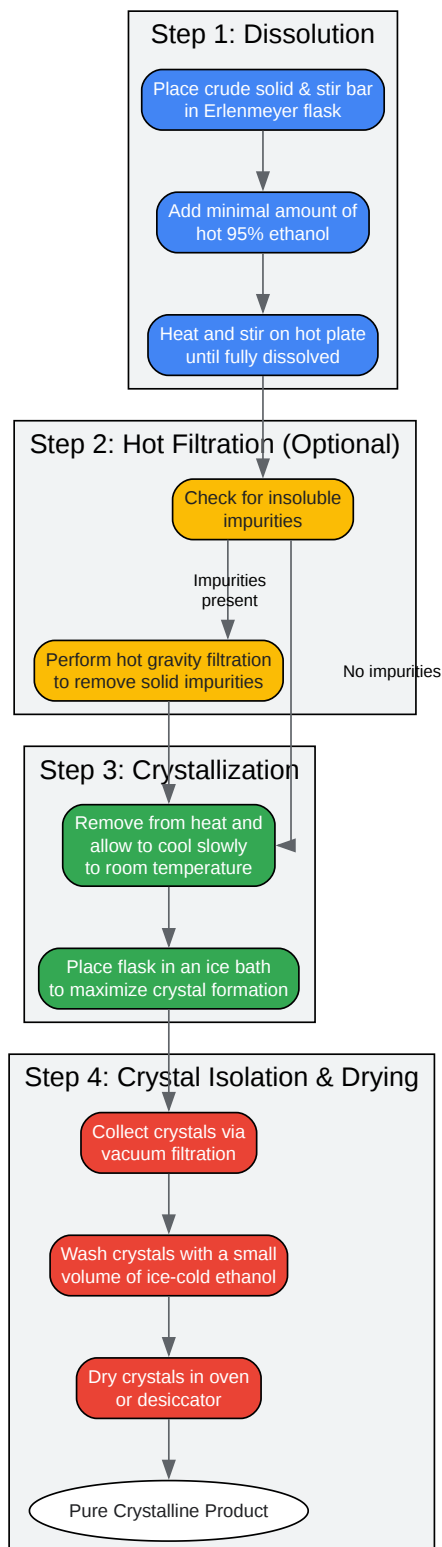 Step 1: Dissolution
Place crude solid & stir bar
in Erlenmeyer flask
Add minimal amount of
hot 95% ethanol
Heat and stir on hot plate
until fully dissolved
Step 2: Hot Filtration (Optional)
Check for insoluble
impurities
Impurities
present
Perform hot gravity filtration
to remove solid impurities
No impurities
Step 3: Crystallization
Remove from heat and
allow to cool slowly
to room temperature
Place flask in an ice bath
to maximize crystal formation
Step 4: Crystal Isolation & Drying
Collect crystals via
vacuum filtration
Wash crystals with a small
volume of ice-cold ethanol
Dry crystals in oven
or desiccator
Pure Crystalline Product